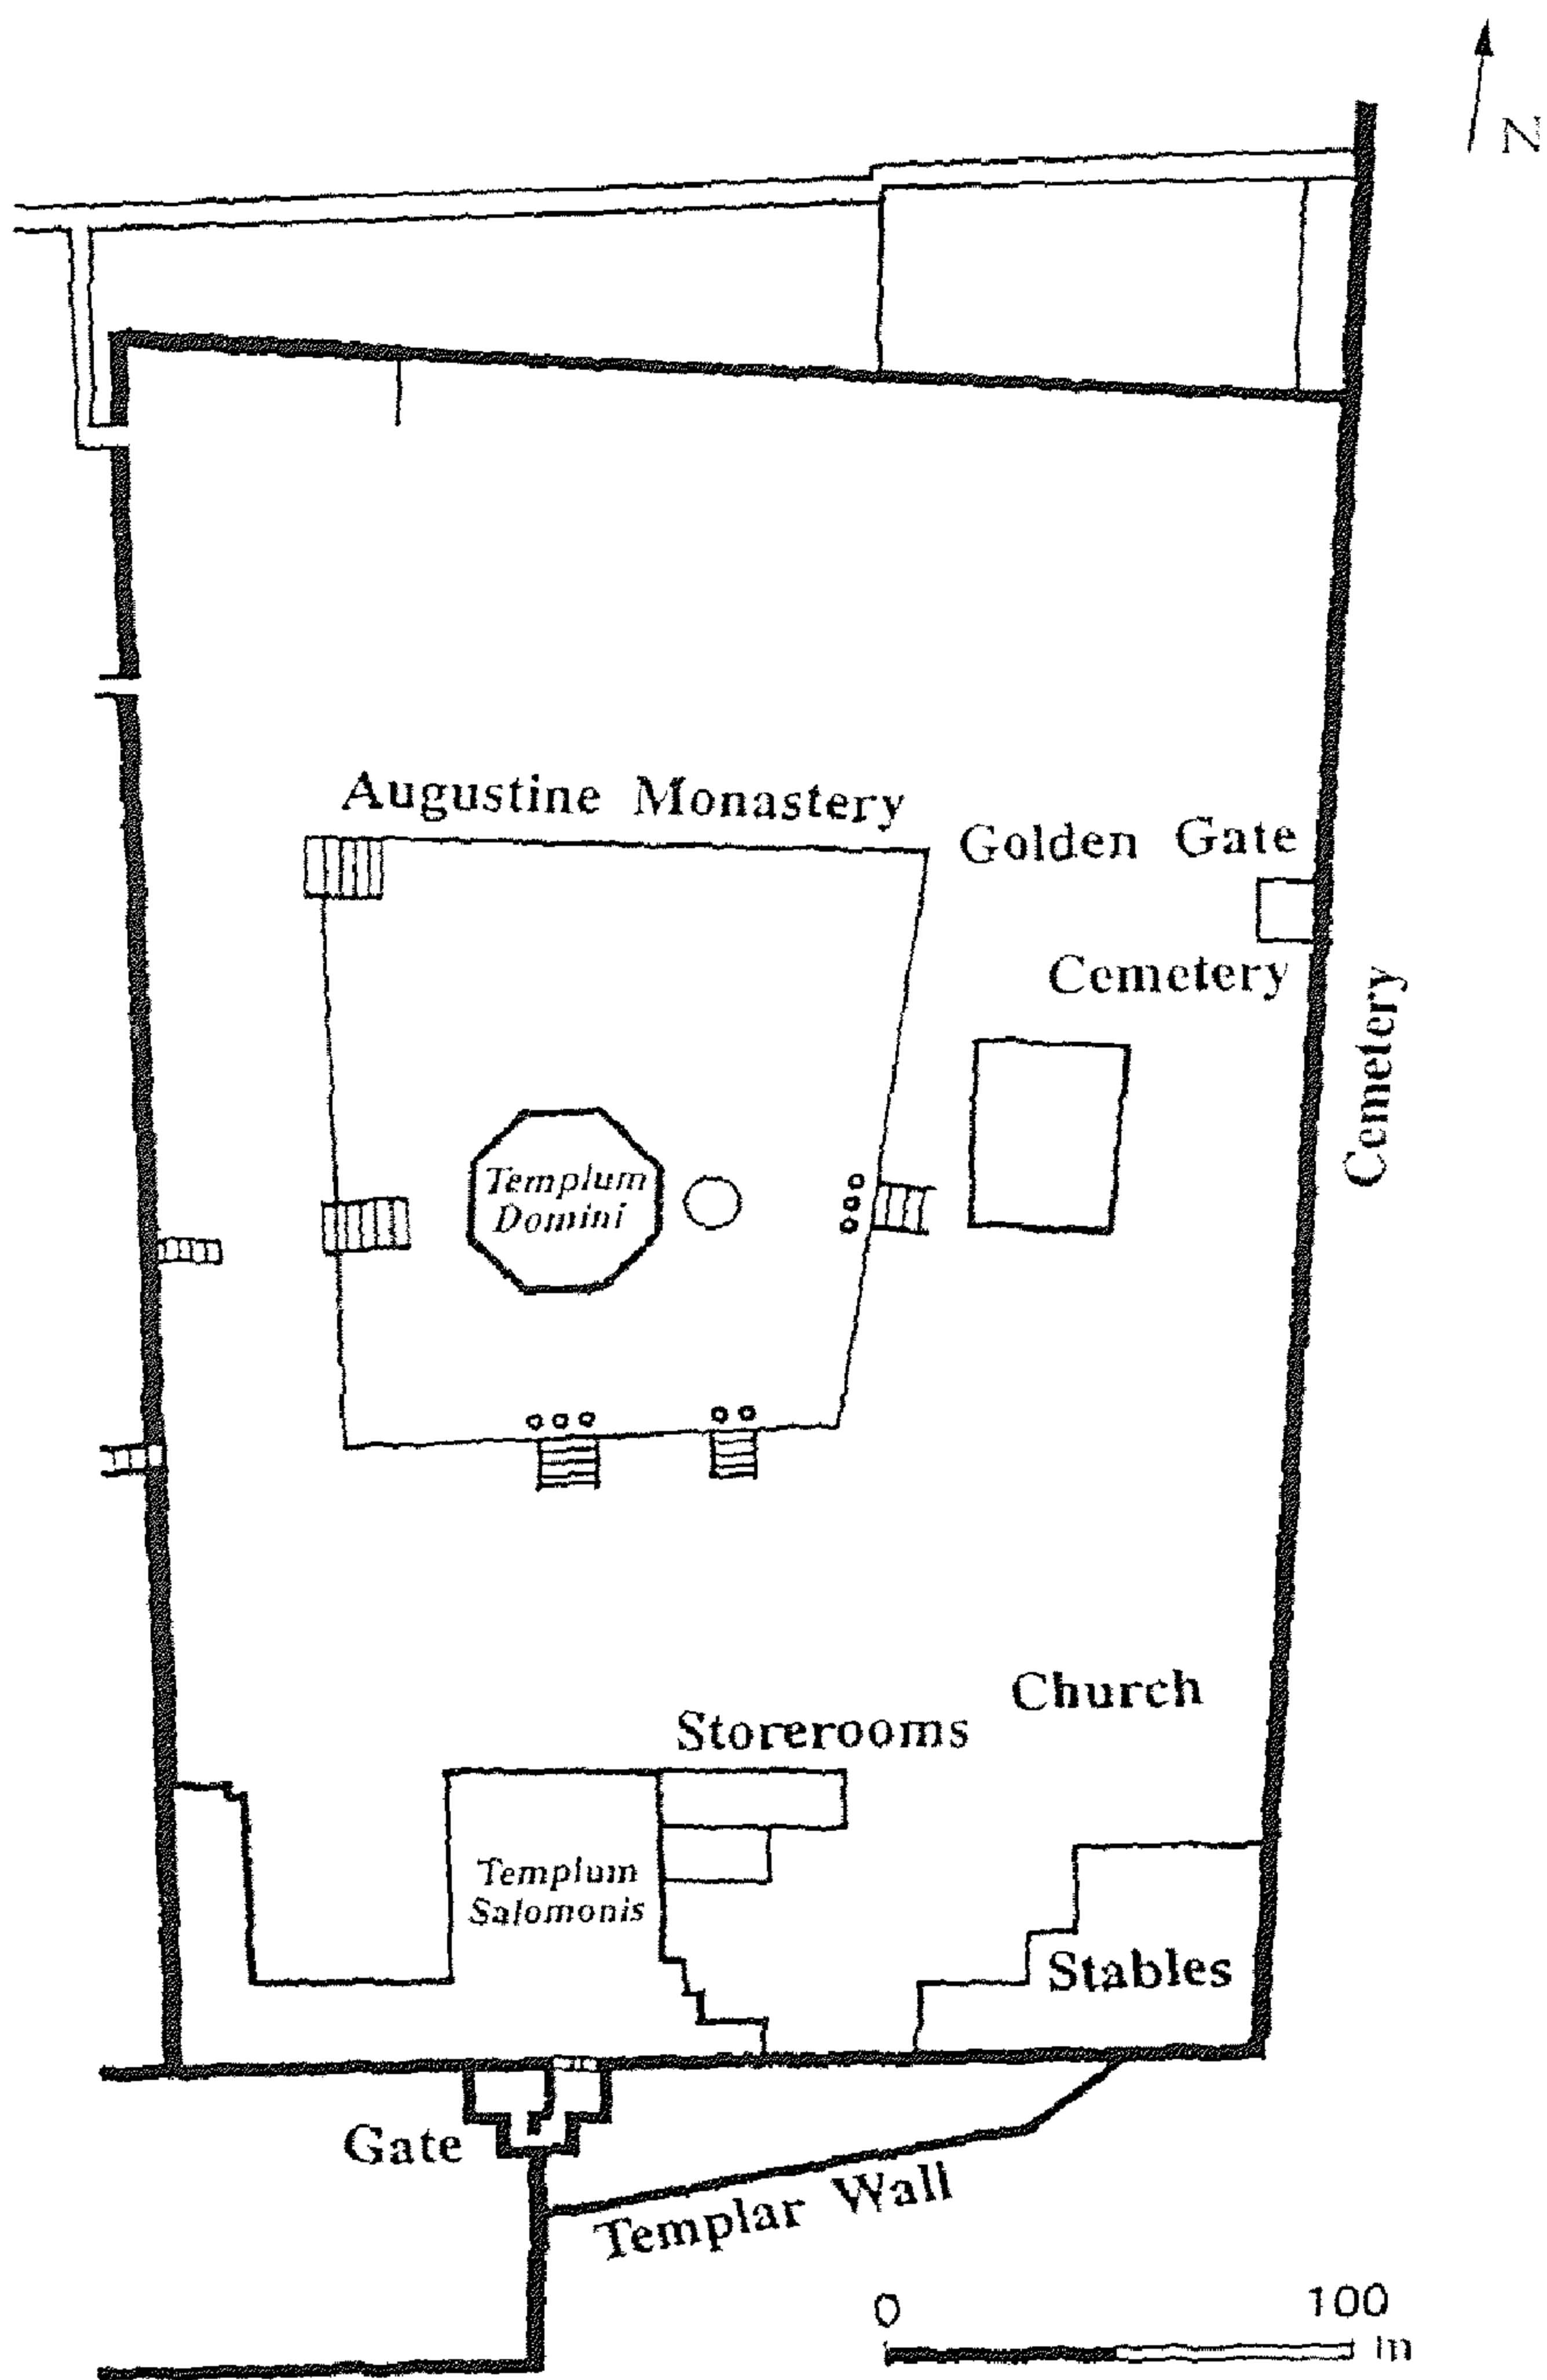 N
Augustine Monastery
Golden Gate
Cemetery
Cemetery
Templum
Domini
Church
Storerooms
Templum
Salomonis
Stables
Gate
Templar Wall
0 100
m